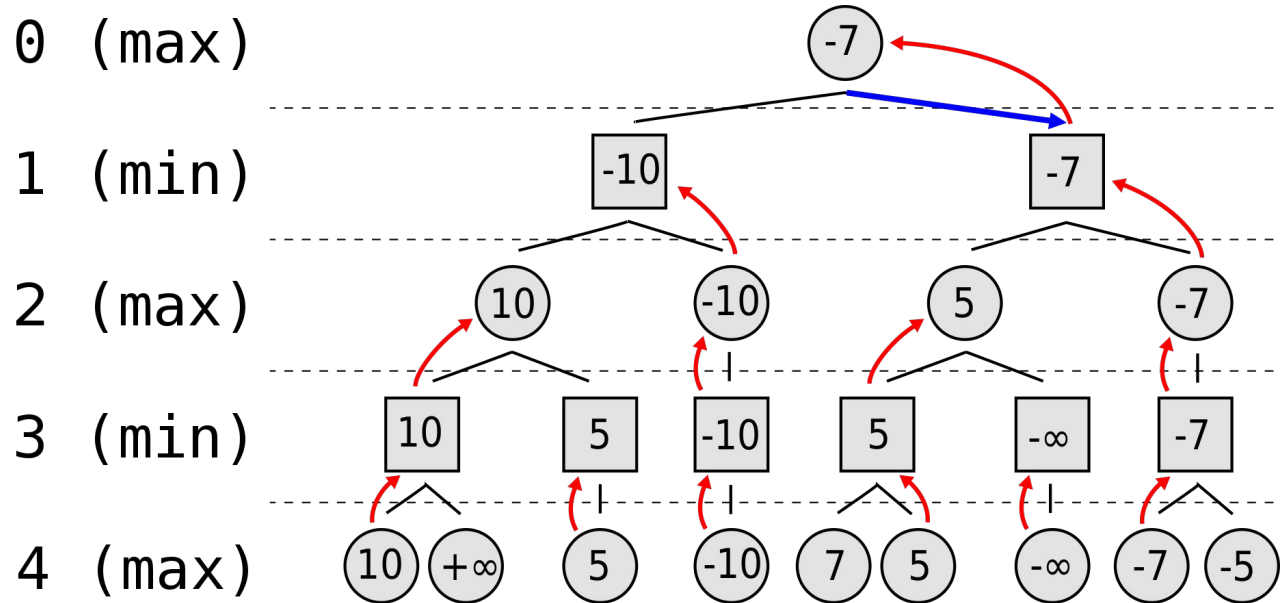 0 (max) -7
1 (min) -10 -7
2 (max) 10 -10 5 -7
3 (min) 10 5 -10 5 -∞ -7
4 (max) 10 +∞ 5 -10 7 5 -∞ -7 -5